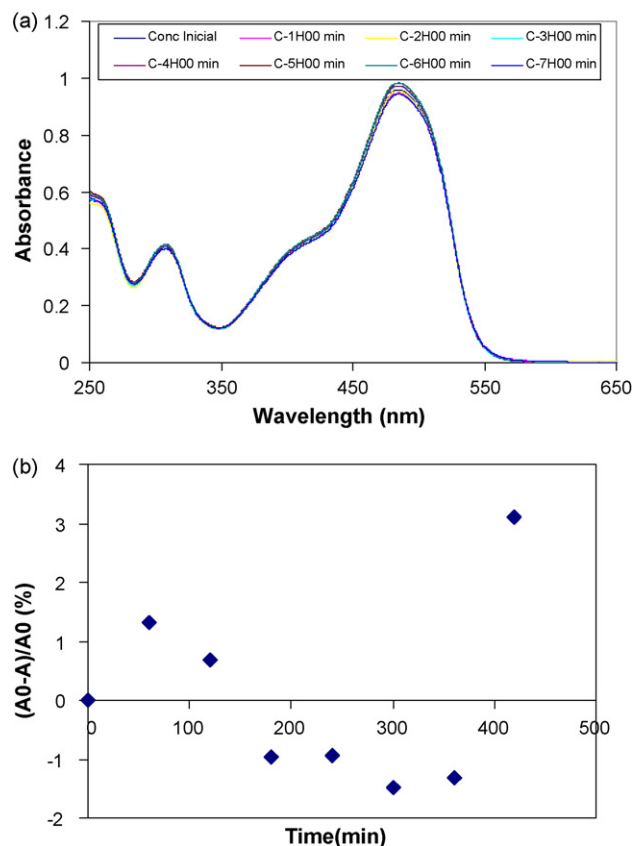 (a)
Conc Inicial C-1H00 min C-2H00 min C-3H00 min
C-4H00 min C-5H00 min C-6H00 min C-7H00 min
1.2
1
0.8
0.6
0.4
0.2
0
Absorbance
250 350 450 550 650
Wavelength (nm)
(b)
4
3
2
1
0
-1
-2
(A0-A)/A0 (%)
0 100 200 300 400 500
Time(min)